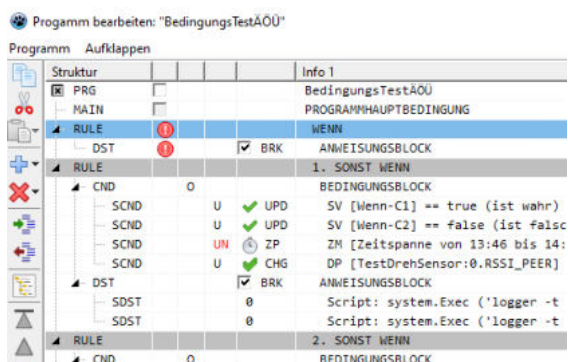 Progamm bearbeiten: "BedingungsTestÄÖÜ"
Programm Aufklappen
Struktur Info 1
PRG BedingungsTestÄÖÜ
MAIN PROGRAMMHAUPTBEDINGUNG
RULE WENN
DST BRK ANWEISUNGSBLOCK
RULE 1. SONST WENN
CND O BEDINGUNGSBLOCK
SCND U UPD SV [Wenn-C1] == true (ist wahr)
SCND U UPD SV [Wenn-C2] == false (ist falsc
SCND UN ZP ZM [Zeitspanne von 13:46 bis 14:
SCND U CHG DP [TestDrehSensor:0.RSSI_PEER]
DST BRK ANWEISUNGSBLOCK
SDST 0 Script: system.Exec ('logger -t
SDST 0 Script: system.Exec ('logger -t
RULE 2. SONST WENN
CND O BEDINGUNGSBLOCK